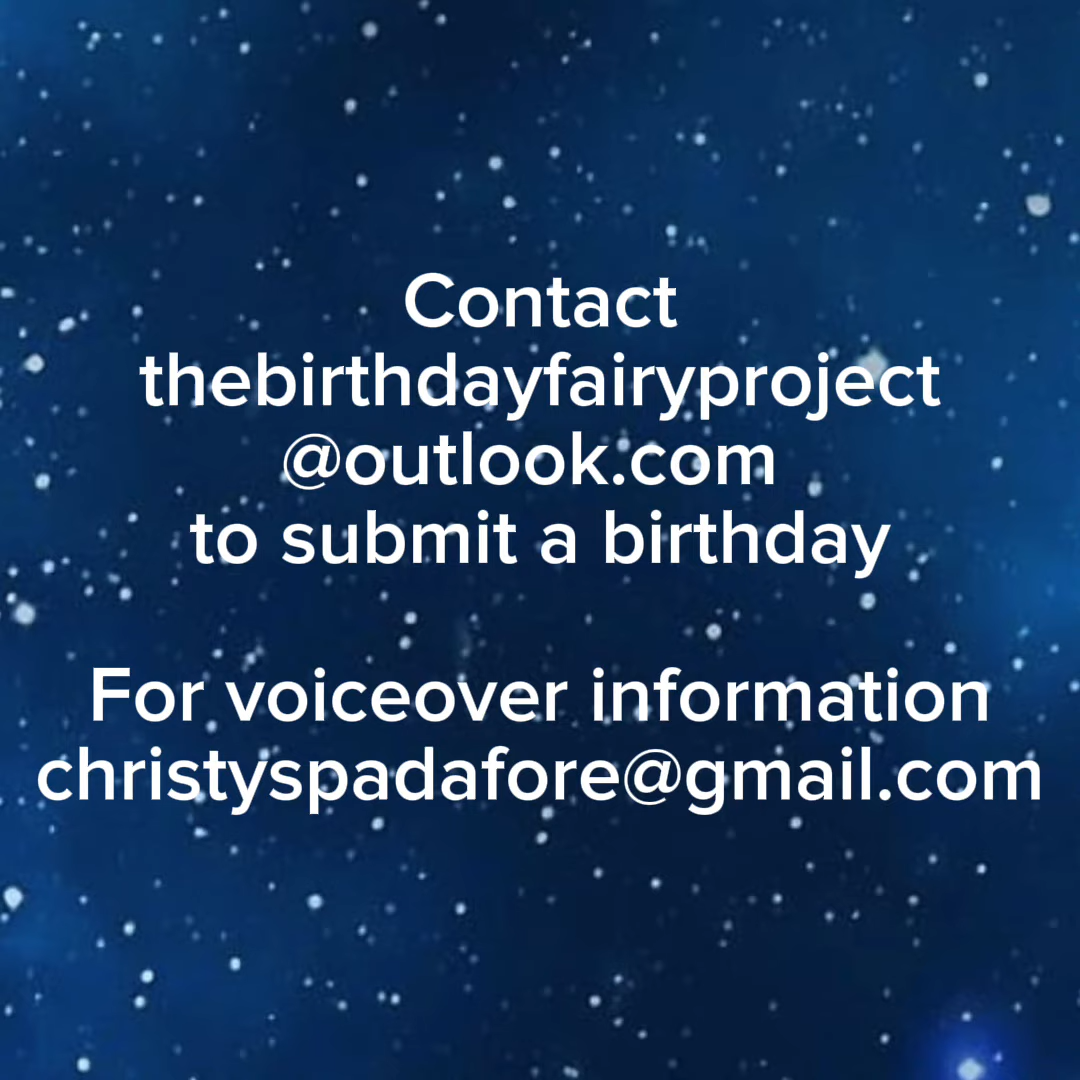 Contact
thebirthdayfairyproject
@outlook.com
to submit a birthday
For voiceover information
christyspadafore@gmail.com